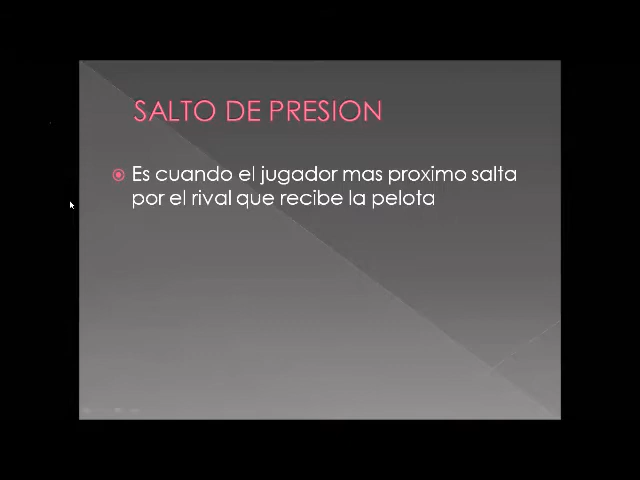 SALTO DE PRESION
Es cuando el jugador mas proximo salta
por el rival que recibe la pelota